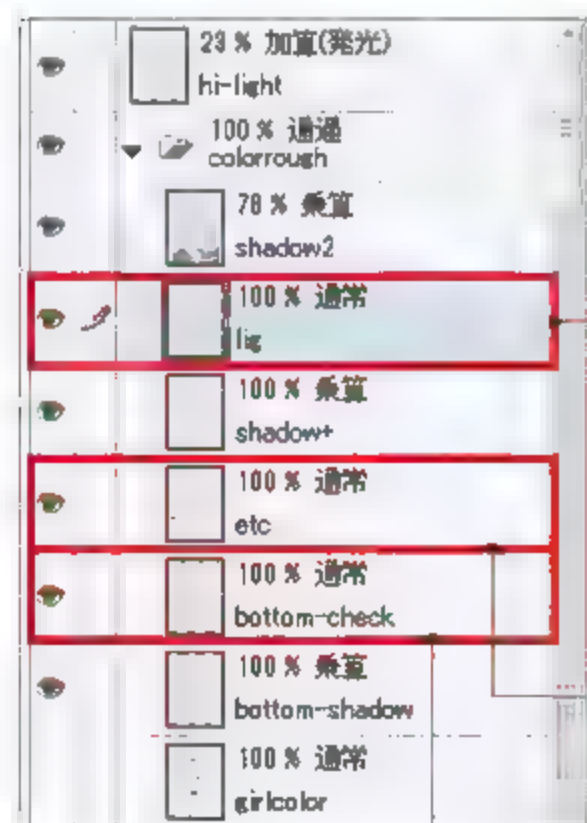 23 % 加算(発光)
hi-light
100 % 通過
colorrough
78 % 乗算
shadow2
100 % 通常
lig
100 % 乗算
shadow+
100 % 通常
etc
100 % 通常
bottom-check
100 % 乗算
bottom-shadow
100 % 通常
girlcolor